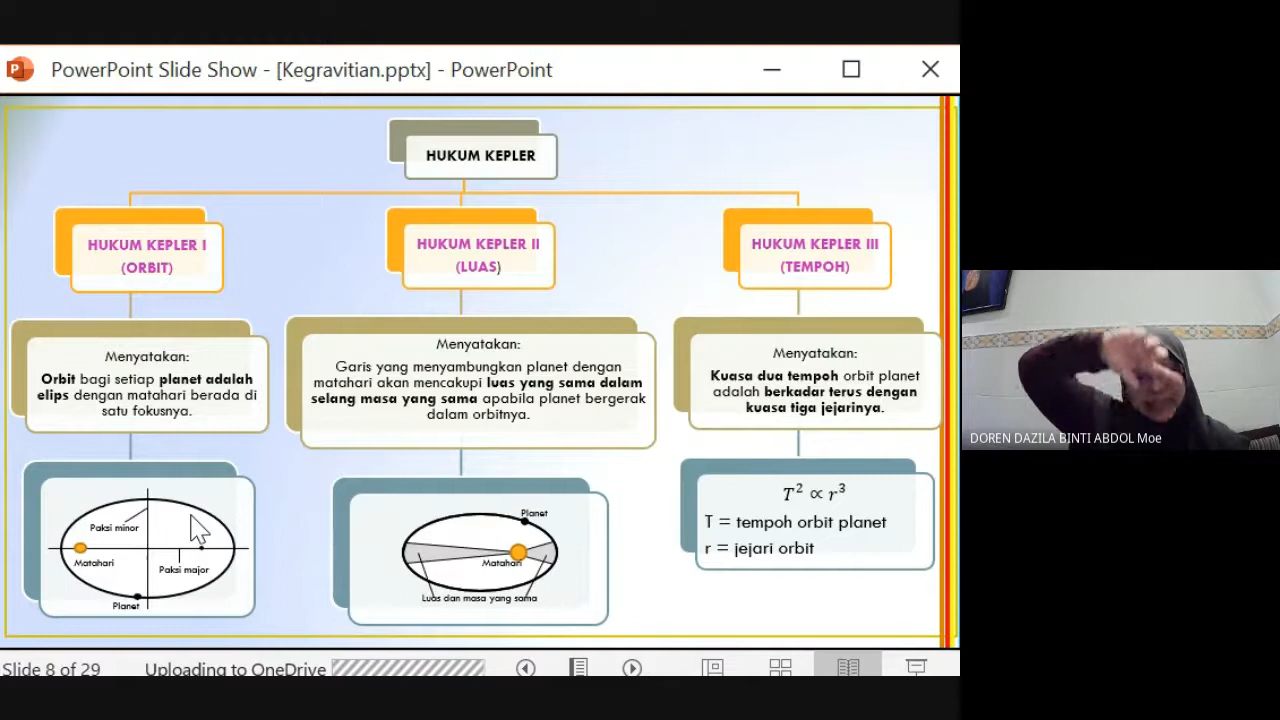 PowerPoint Slide Show - [Kegravitian.pptx] - PowerPoint
HUKUM KEPLER
HUKUM KEPLER I
(ORBIT)
Menyatakan:
Orbit bagi setiap planet adalah
elips dengan matahari berada di
satu fokusnya.
Paksi minor
Matahari
Paksi major
Planet
HUKUM KEPLER II
(LUAS)
Menyatakan:
Garis yang menyambungkan planet dengan
matahari akan mencakupi luas yang sama dalam
selang masa yang sama apabila planet bergerak
dalam orbitnya.
Planet
Matahari
Luas dan masa yang sama
HUKUM KEPLER III
(TEMPOH)
Menyatakan:
Kuasa dua tempoh orbit planet
adalah berkadar terus dengan
kuasa tiga jejarinya.
T² ∝ r³
T = tempoh orbit planet
r = jejari orbit
DOREN DAZILA BINTI ABDOL Moe
Slide 8 of 29
Uploading to OneDrive